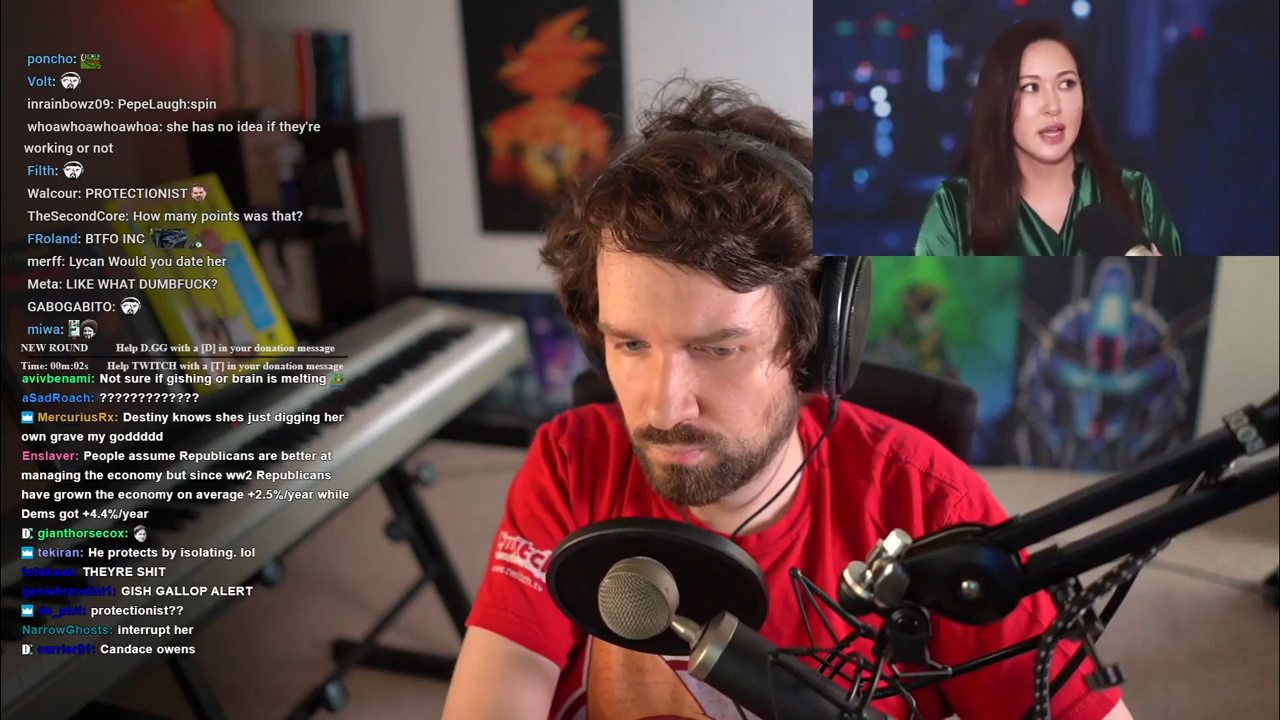 poncho:
Volt:
inrainbowz09: PepeLaugh:spin
whoawhoawhoawhoa: she has no idea if they're
working or not
Filth:
Walcour: PROTECTIONIST
TheSecondCore: How many points was that?
FRoland: BTFO INC
merff: Lycan Would you date her
Meta: LIKE WHAT DUMBFUCK?
GABOGABITO:
miwa:
NEW ROUND Help D.GG with a [D] in your donation message
Time: 00m:02s Help TWITCH with a [T] in your donation message
avivbenami: Not sure if gishing or brain is melting
aSadRoach: ?????????????
MercuriusRx: Destiny knows shes just digging her
own grave my goddddd
Enslaver: People assume Republicans are better at
managing the economy but since ww2 Republicans
have grown the economy on average +2.5%/year while
Dems got +4.4%/year
gianthorsecox:
tekiran: He protects by isolating. lol
THEYRE SHIT
GISH GALLOP ALERT
de_phil: protectionist??
NarrowGhosts: interrupt her
carrier91: Candace owens